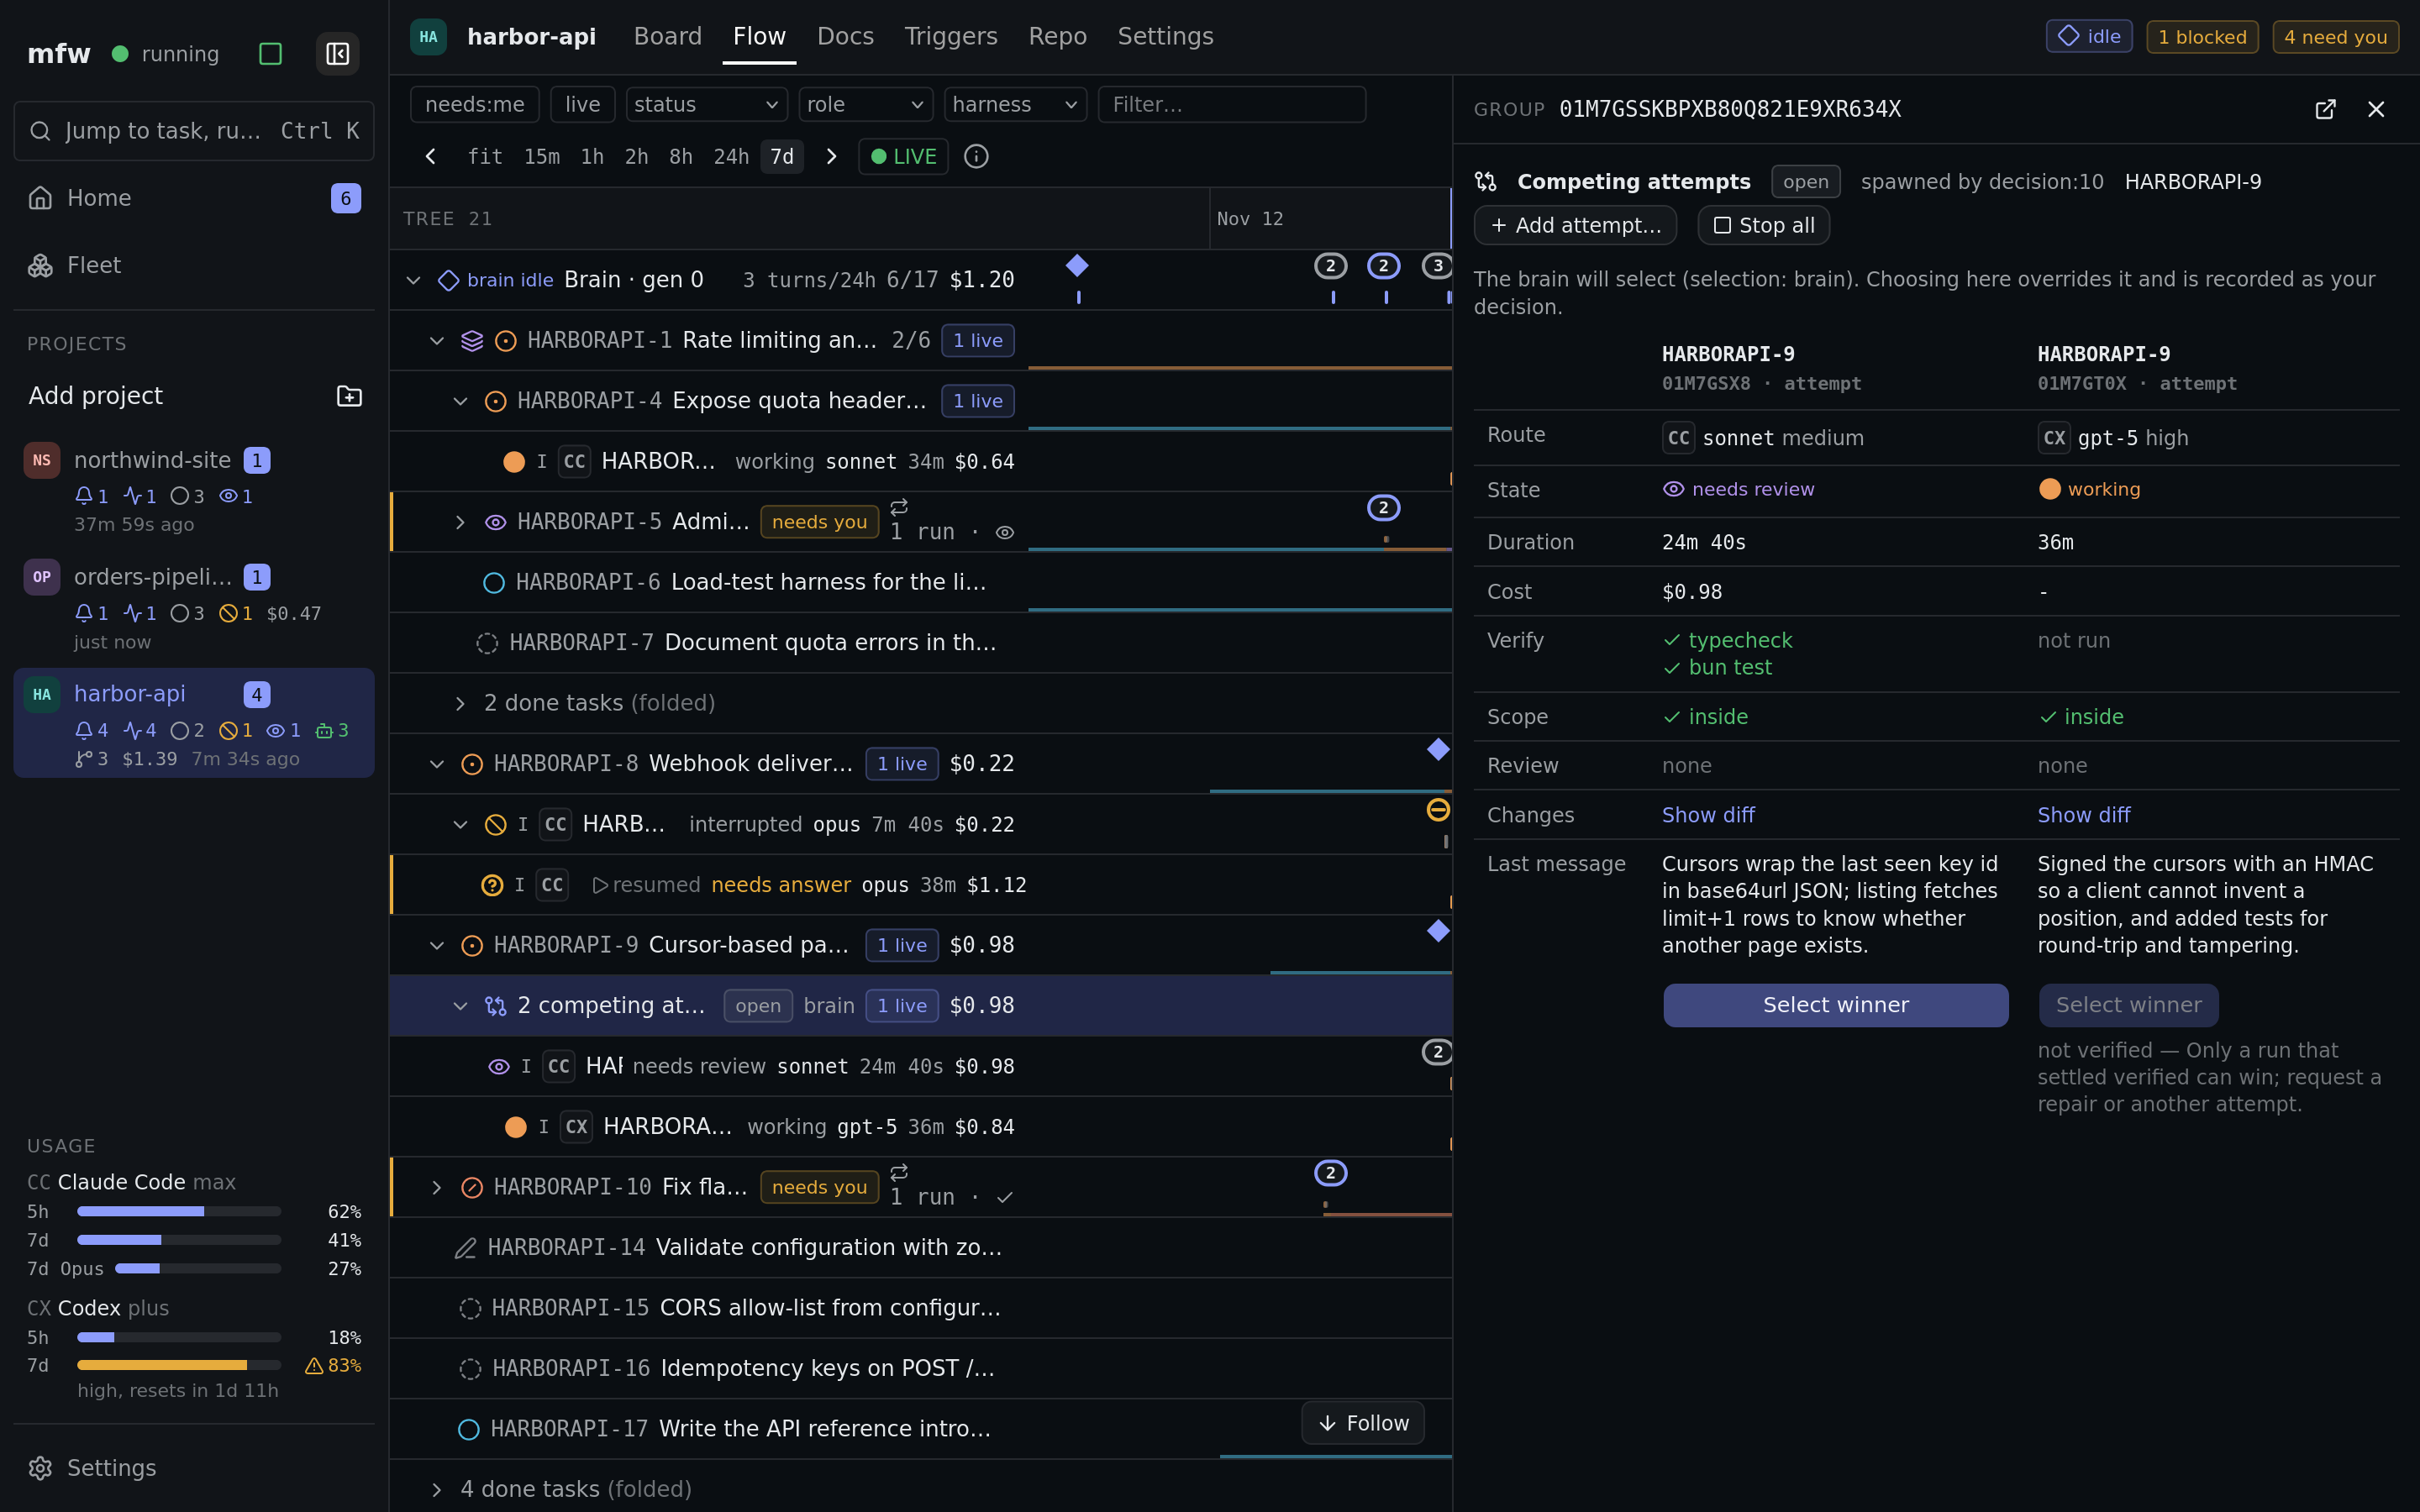 mfw running
Jump to task, ru… Ctrl K
Home 6
Fleet
PROJECTS
Add project
NS northwind-site 1
1 1 3 1
37m 59s ago
OP orders-pipeli… 1
1 1 3 1 $0.47
just now
HA harbor-api 4
4 4 2 1 1 3
3 $1.39 7m 34s ago
USAGE
CC Claude Code max
5h 62%
7d 41%
7d Opus 27%
CX Codex plus
5h 18%
7d 83%
high, resets in 1d 11h
Settings
HA harbor-api Board Flow Docs Triggers Repo Settings
idle 1 blocked 4 need you
needs:me live status role harness Filter…
fit 15m 1h 2h 8h 24h 7d LIVE
TREE 21 Nov 12
brain idle Brain · gen 0 3 turns/24h 6/17 $1.20 2 2 3
HARBORAPI-1 Rate limiting an… 2/6 1 live
HARBORAPI-4 Expose quota header… 1 live
I CC HARBOR… working sonnet 34m $0.64
HARBORAPI-5 Admi… needs you 1 run · 2
HARBORAPI-6 Load-test harness for the li…
HARBORAPI-7 Document quota errors in th…
2 done tasks (folded)
HARBORAPI-8 Webhook deliver… 1 live $0.22
I CC HARB… interrupted opus 7m 40s $0.22
I CC resumed needs answer opus 38m $1.12
HARBORAPI-9 Cursor-based pa… 1 live $0.98
2 competing at… open brain 1 live $0.98
I CC HAR needs review sonnet 24m 40s $0.98 2
I CX HARBORA… working gpt-5 36m $0.84
HARBORAPI-10 Fix fla… needs you 1 run · 2
HARBORAPI-14 Validate configuration with zo…
HARBORAPI-15 CORS allow-list from configur…
HARBORAPI-16 Idempotency keys on POST /…
HARBORAPI-17 Write the API reference intro…
Follow
4 done tasks (folded)
GROUP 01M7GSSKBPXB80Q821E9XR634X
Competing attempts open spawned by decision:10 HARBORAPI-9
+ Add attempt… Stop all
The brain will select (selection: brain). Choosing here overrides it and is recorded as your
decision.
HARBORAPI-9 HARBORAPI-9
01M7GSX8 · attempt 01M7GT0X · attempt
Route CC sonnet medium CX gpt-5 high
State needs review working
Duration 24m 40s 36m
Cost $0.98 -
Verify typecheck not run
bun test
Scope inside inside
Review none none
Changes Show diff Show diff
Last message
Cursors wrap the last seen key id
in base64url JSON; listing fetches
limit+1 rows to know whether
another page exists.
Signed the cursors with an HMAC
so a client cannot invent a
position, and added tests for
round-trip and tampering.
Select winner Select winner
not verified — Only a run that
settled verified can win; request a
repair or another attempt.